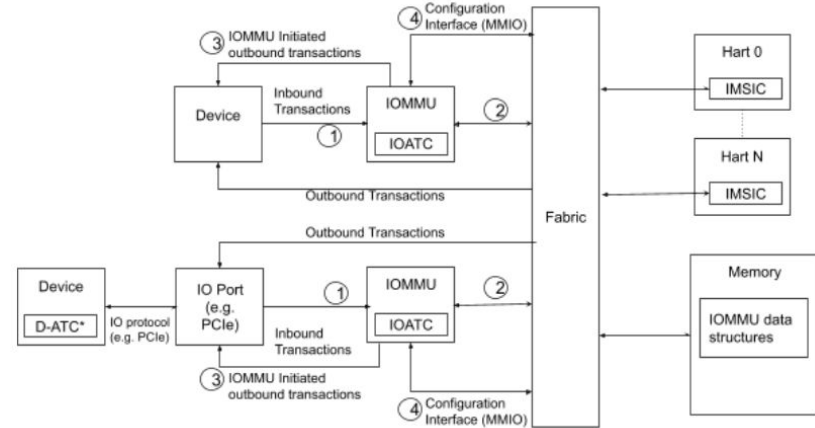 4 Configuration
Interface (MMIO)
3 IOMMU Initiated
outbound transactions
Hart 0
IMSIC
Device
Inbound
Transactions
1
IOMMU
IOATC
2
Hart N
IMSIC
Outbound Transactions
Fabric
Outbound Transactions
Device
D-ATC*
IO protocol
(e.g. PCIe)
IO Port
(e.g.
PCIe)
1
Inbound
Transactions
IOMMU
IOATC
2
Memory
IOMMU data
structures
3 IOMMU Initiated
outbound transactions
4 Configuration
Interface (MMIO)